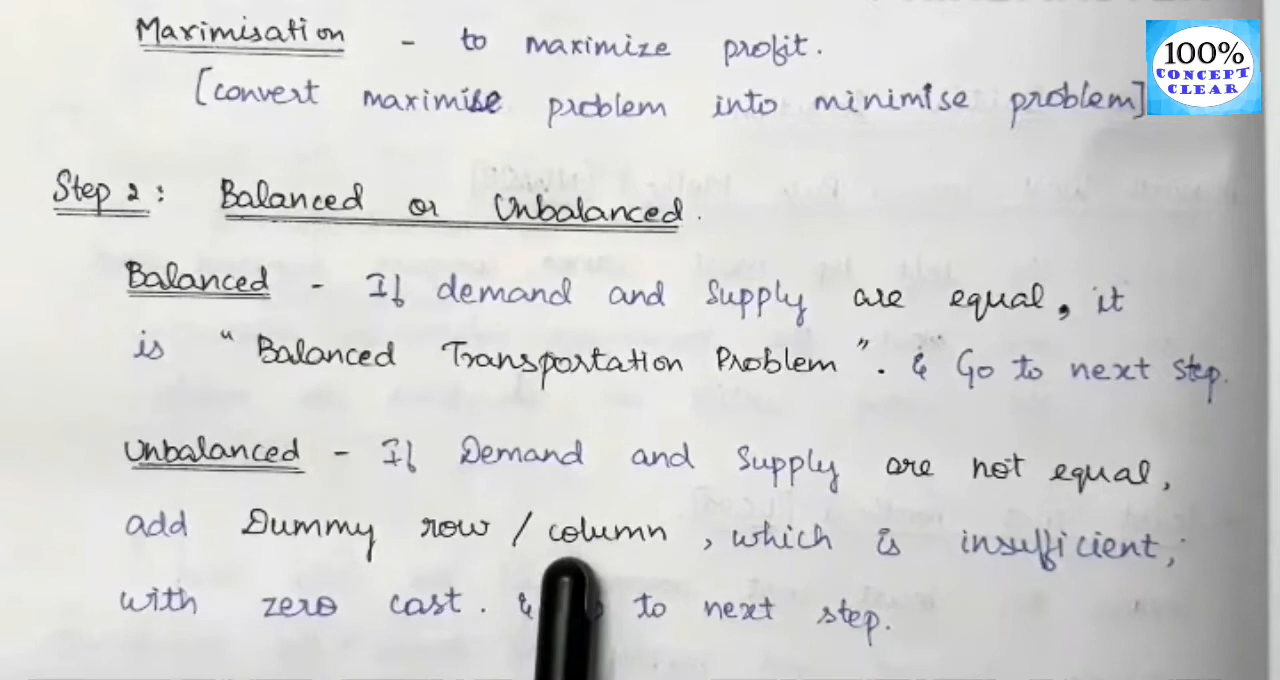 Maximisation - to maximize profit.
[convert maximise problem into minimise problem]
100%
CONCEPT
CLEAR
Step 2: Balanced or Unbalanced.
Balanced - If demand and Supply are equal, it
is "Balanced Transportation Problem". & Go to next step.
Unbalanced - If Demand and Supply are not equal,
add Dummy row / column, which is insufficient,
with zero cast. & to next step.